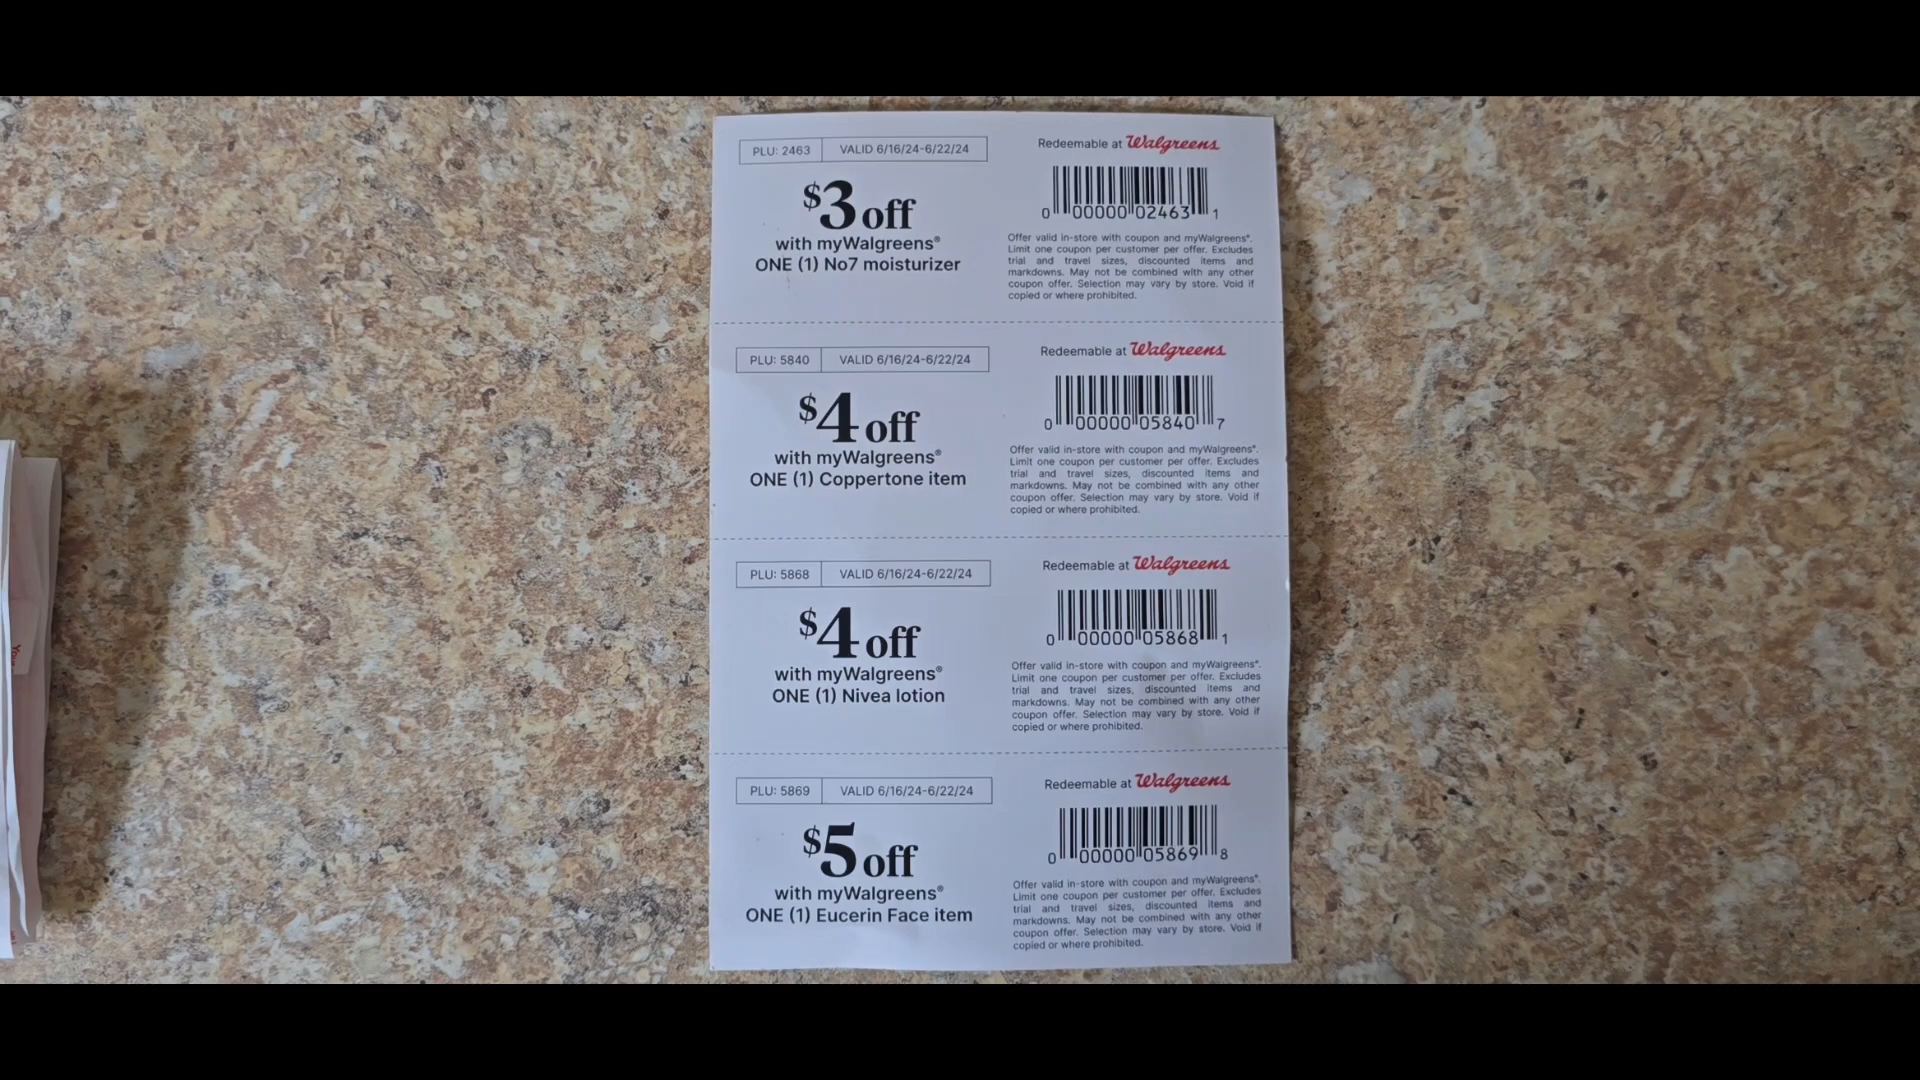 PLU: 2463 VALID 6/16/24-6/22/24
$3 off
with myWalgreens®
ONE (1) No7 moisturizer
Redeemable at Walgreens
0 00000 02463 1
Offer valid in-store with coupon and myWalgreens®.
Limit one coupon per customer per offer. Excludes
trial and travel sizes, discounted items and
markdowns. May not be combined with any other
coupon offer. Selection may vary by store. Void if
copied or where prohibited.
PLU: 5840 VALID 6/16/24-6/22/24
$4 off
with myWalgreens®
ONE (1) Coppertone item
Redeemable at Walgreens
0 00000 05840 7
Offer valid in-store with coupon and myWalgreens®.
Limit one coupon per customer per offer. Excludes
trial and travel sizes, discounted items and
markdowns. May not be combined with any other
coupon offer. Selection may vary by store. Void if
copied or where prohibited.
PLU: 5868 VALID 6/16/24-6/22/24
$4 off
with myWalgreens®
ONE (1) Nivea lotion
Redeemable at Walgreens
0 00000 05868 1
Offer valid in-store with coupon and myWalgreens®.
Limit one coupon per customer per offer. Excludes
trial and travel sizes, discounted items and
markdowns. May not be combined with any other
coupon offer. Selection may vary by store. Void if
copied or where prohibited.
PLU: 5869 VALID 6/16/24-6/22/24
$5 off
with myWalgreens®
ONE (1) Eucerin Face item
Redeemable at Walgreens
0 00000 05869 8
Offer valid in-store with coupon and myWalgreens®.
Limit one coupon per customer per offer. Excludes
trial and travel sizes, discounted items and
markdowns. May not be combined with any other
coupon offer. Selection may vary by store. Void if
copied or where prohibited.